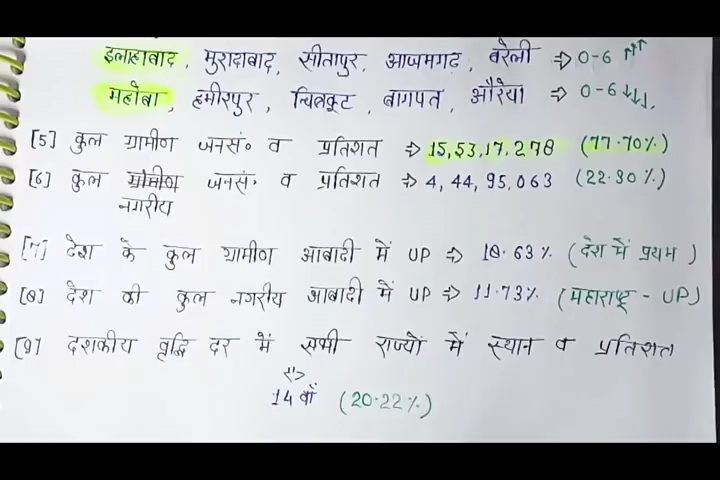 इलाहाबाद, मुरादाबाद, सीतापुर, आजमगढ, बरेली ⇒ 0-6 ↑↑↑
महोबा, हमीरपुर, चित्रकूट, बागपत, औरैया ⇒ 0-6 ↓↓↓
[5] कुल ग्रामीण जनसं॰ व प्रतिशत ⇒ 15,53,17,278 (77.70%)
[6] कुल ग्रामीण जनसं॰ व प्रतिशत ⇒ 4,44,95,063 (22.30%)
नगरीय
[7] देश के कुल ग्रामीण आबादी में UP ⇒ 18.63% (देश में प्रथम)
[8] देश की कुल नगरीय आबादी में UP ⇒ 11.73% (महाराष्ट्र - UP)
[9] दशकीय वृद्धि दर में सभी राज्यों में स्थान व प्रतिशत
⇒
14 वाँ (20.22%)